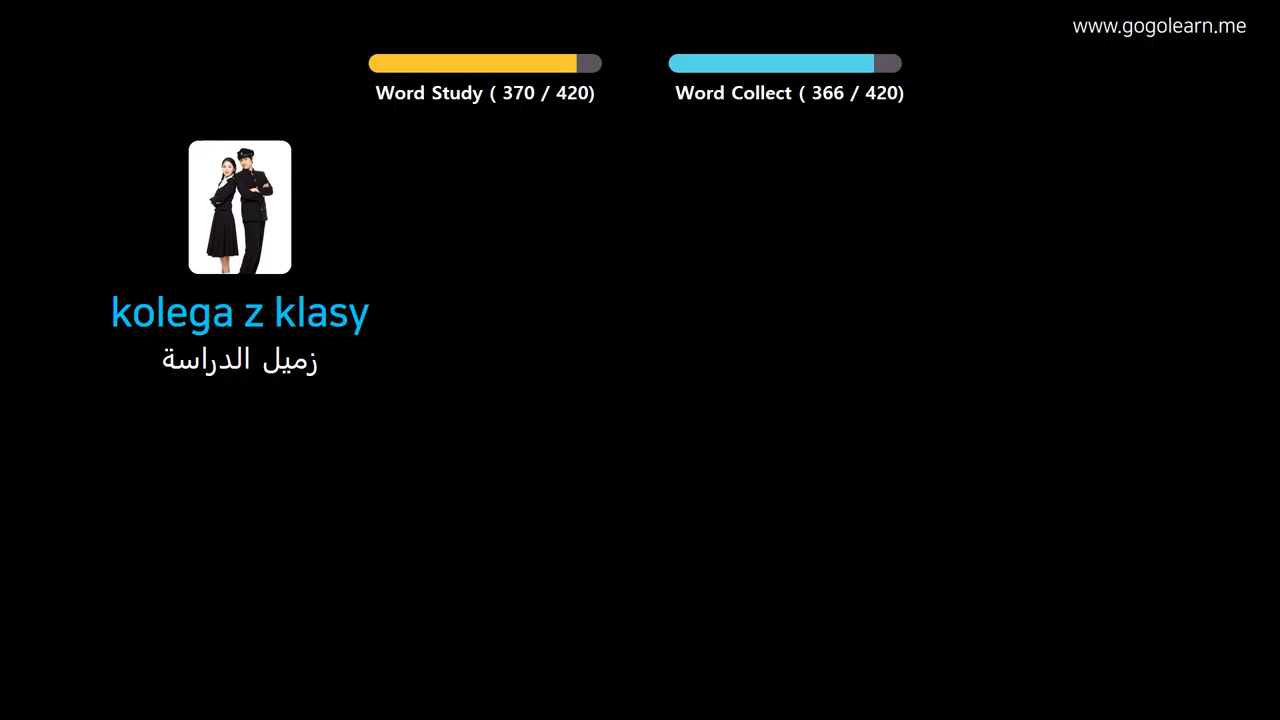 www.gogolearn.me
Word Study ( 370 / 420)
Word Collect ( 366 / 420)
kolega z klasy
زميل الدراسة